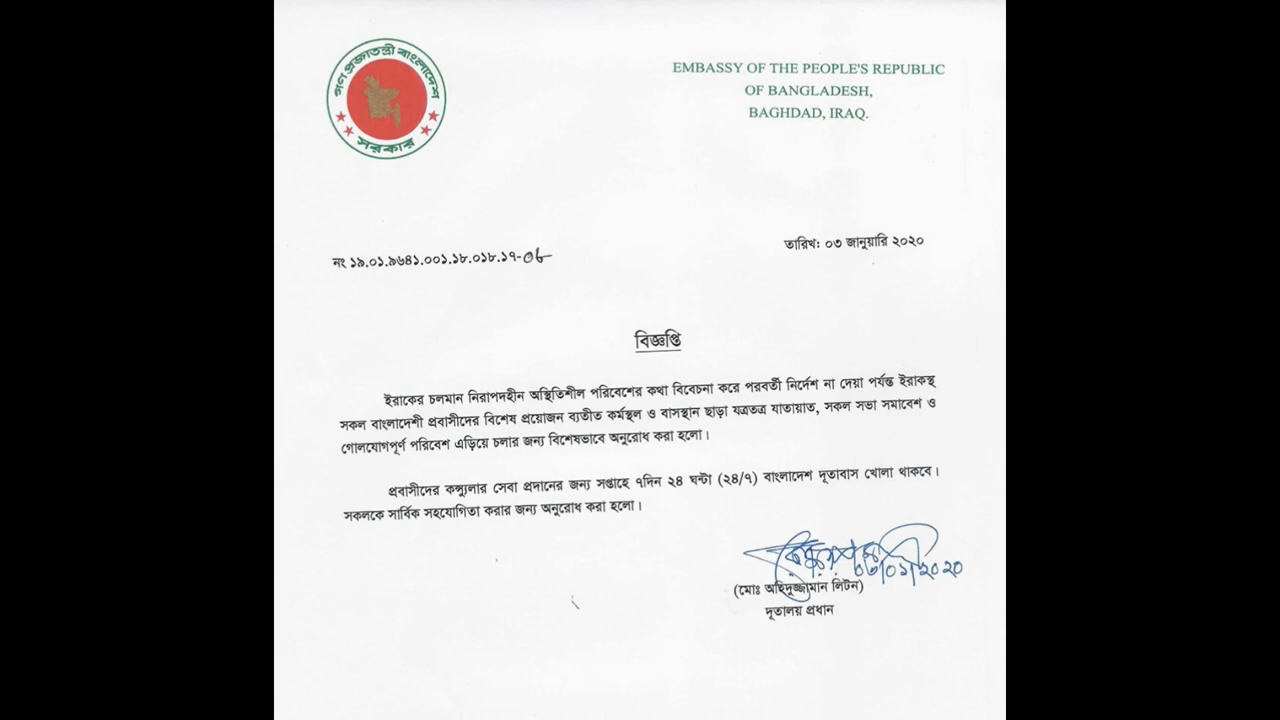 গণপ্রজাতন্ত্রী বাংলাদেশ
সরকার
EMBASSY OF THE PEOPLE'S REPUBLIC
OF BANGLADESH,
BAGHDAD, IRAQ.
নং ১৯.০১.৯৬৪১.০০১.১৮.০১৮.১৭-০৮
তারিখ: ০৩ জানুয়ারি ২০২০
বিজ্ঞপ্তি
ইরাকের চলমান নিরাপদহীন অস্থিতিশীল পরিবেশের কথা বিবেচনা করে পরবর্তী নির্দেশ না দেয়া পর্যন্ত ইরাকস্থ
সকল বাংলাদেশী প্রবাসীদের বিশেষ প্রয়োজন ব্যতীত কর্মস্থল ও বাসস্থান ছাড়া যত্রতত্র যাতায়াত, সকল সভা সমাবেশ ও
গোলযোগপূর্ণ পরিবেশ এড়িয়ে চলার জন্য বিশেষভাবে অনুরোধ করা হলো।
প্রবাসীদের কন্স্যুলার সেবা প্রদানের জন্য সপ্তাহে ৭দিন ২৪ ঘন্টা (২৪/৭) বাংলাদেশ দূতাবাস খোলা থাকবে।
সকলকে সার্বিক সহযোগিতা করার জন্য অনুরোধ করা হলো।
০৩/০১/২০২০
(মোঃ অহিদুজ্জামান লিটন)
দূতালয় প্রধান